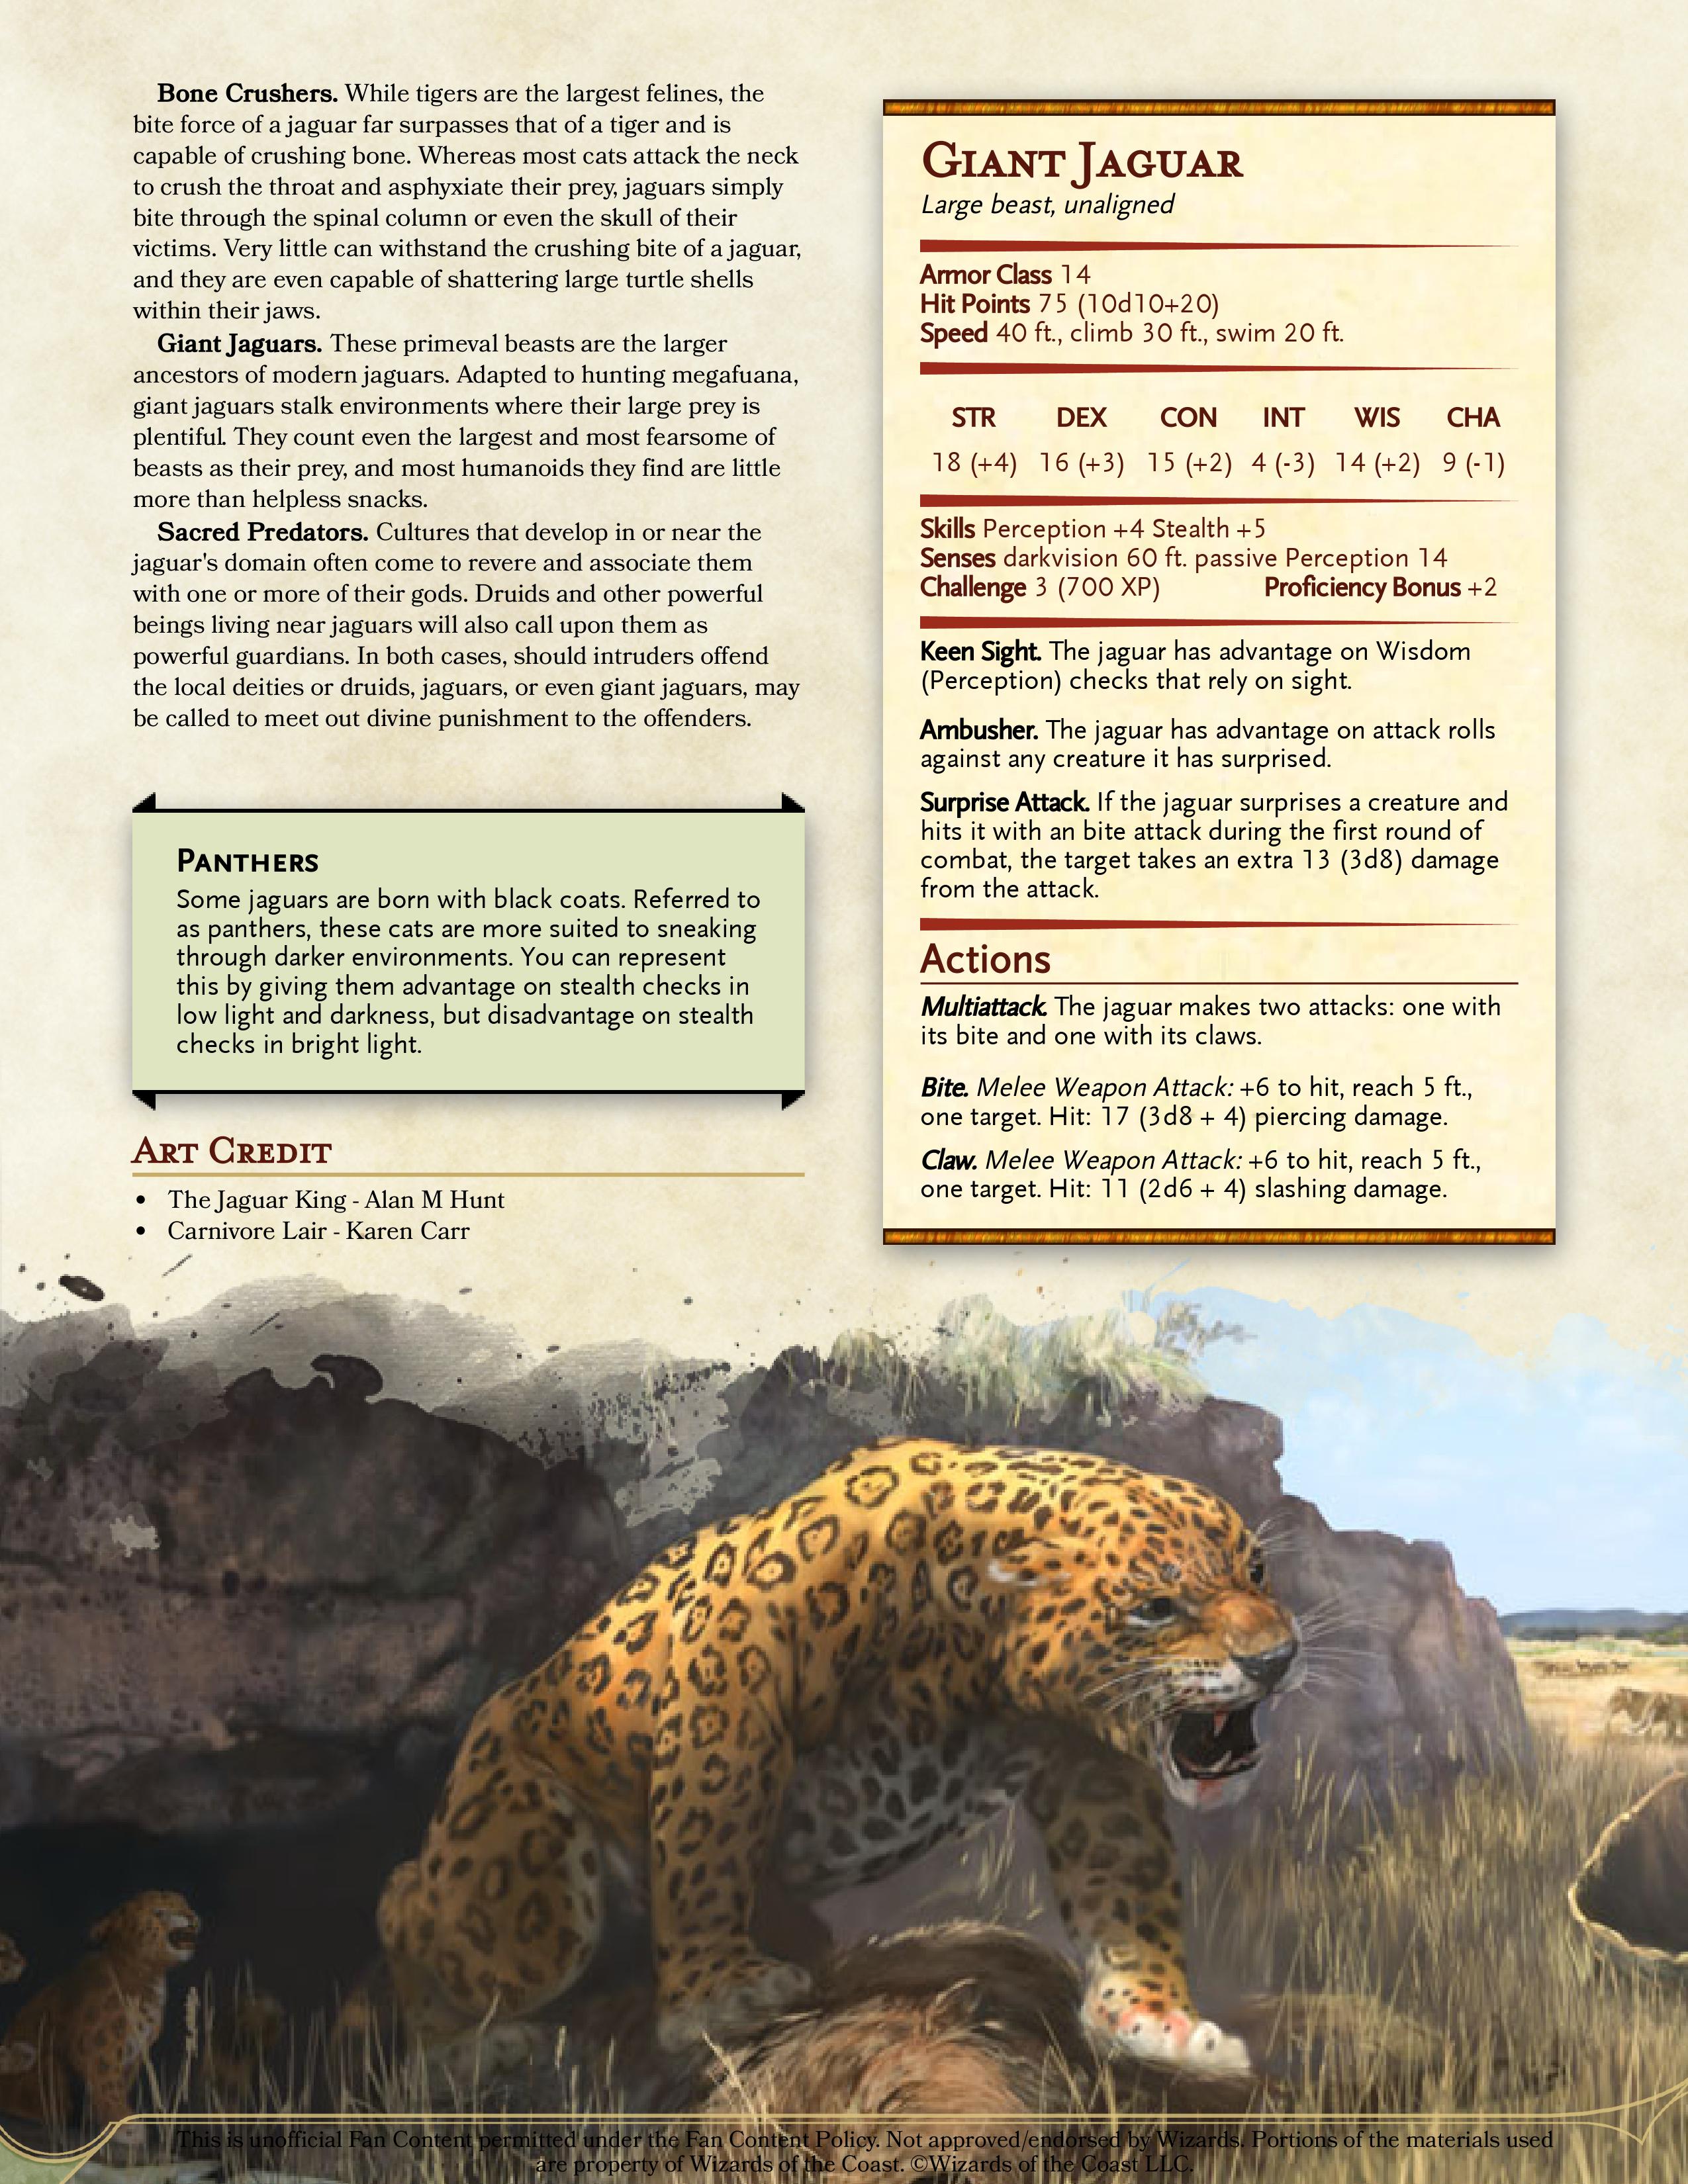 Bone Crushers. While tigers are the largest felines, the
bite force of a jaguar far surpasses that of a tiger and is
capable of crushing bone. Whereas most cats attack the neck
to crush the throat and asphyxiate their prey, jaguars simply
bite through the spinal column or even the skull of their
victims. Very little can withstand the crushing bite of a jaguar,
and they are even capable of shattering large turtle shells
within their jaws.
Giant Jaguars. These primeval beasts are the larger
ancestors of modern jaguars. Adapted to hunting megafuana,
giant jaguars stalk environments where their large prey is
plentiful. They count even the largest and most fearsome of
beasts as their prey, and most humanoids they find are little
more than helpless snacks.
Sacred Predators. Cultures that develop in or near the
jaguar's domain often come to revere and associate them
with one or more of their gods. Druids and other powerful
beings living near jaguars will also call upon them as
powerful guardians. In both cases, should intruders offend
the local deities or druids, jaguars, or even giant jaguars, may
be called to meet out divine punishment to the offenders.
Panthers
Some jaguars are born with black coats. Referred to
as panthers, these cats are more suited to sneaking
through darker environments. You can represent
this by giving them advantage on stealth checks in
low light and darkness, but disadvantage on stealth
checks in bright light.
Art Credit
• The Jaguar King - Alan M Hunt
• Carnivore Lair - Karen Carr
Giant Jaguar
Large beast, unaligned
Armor Class 14
Hit Points 75 (10d10+20)
Speed 40 ft., climb 30 ft., swim 20 ft.
STR DEX CON INT WIS CHA
18 (+4) 16 (+3) 15 (+2) 4 (-3) 14 (+2) 9 (-1)
Skills Perception +4 Stealth +5
Senses darkvision 60 ft. passive Perception 14
Challenge 3 (700 XP) Proficiency Bonus +2
Keen Sight. The jaguar has advantage on Wisdom
(Perception) checks that rely on sight.
Ambusher. The jaguar has advantage on attack rolls
against any creature it has surprised.
Surprise Attack. If the jaguar surprises a creature and
hits it with an bite attack during the first round of
combat, the target takes an extra 13 (3d8) damage
from the attack.
Actions
Multiattack. The jaguar makes two attacks: one with
its bite and one with its claws.
Bite. Melee Weapon Attack: +6 to hit, reach 5 ft.,
one target. Hit: 17 (3d8 + 4) piercing damage.
Claw. Melee Weapon Attack: +6 to hit, reach 5 ft.,
one target. Hit: 11 (2d6 + 4) slashing damage.
This is unofficial Fan Content permitted under the Fan Content Policy. Not approved/endorsed by Wizards. Portions of the materials used
are property of Wizards of the Coast. ©Wizards of the Coast LLC.